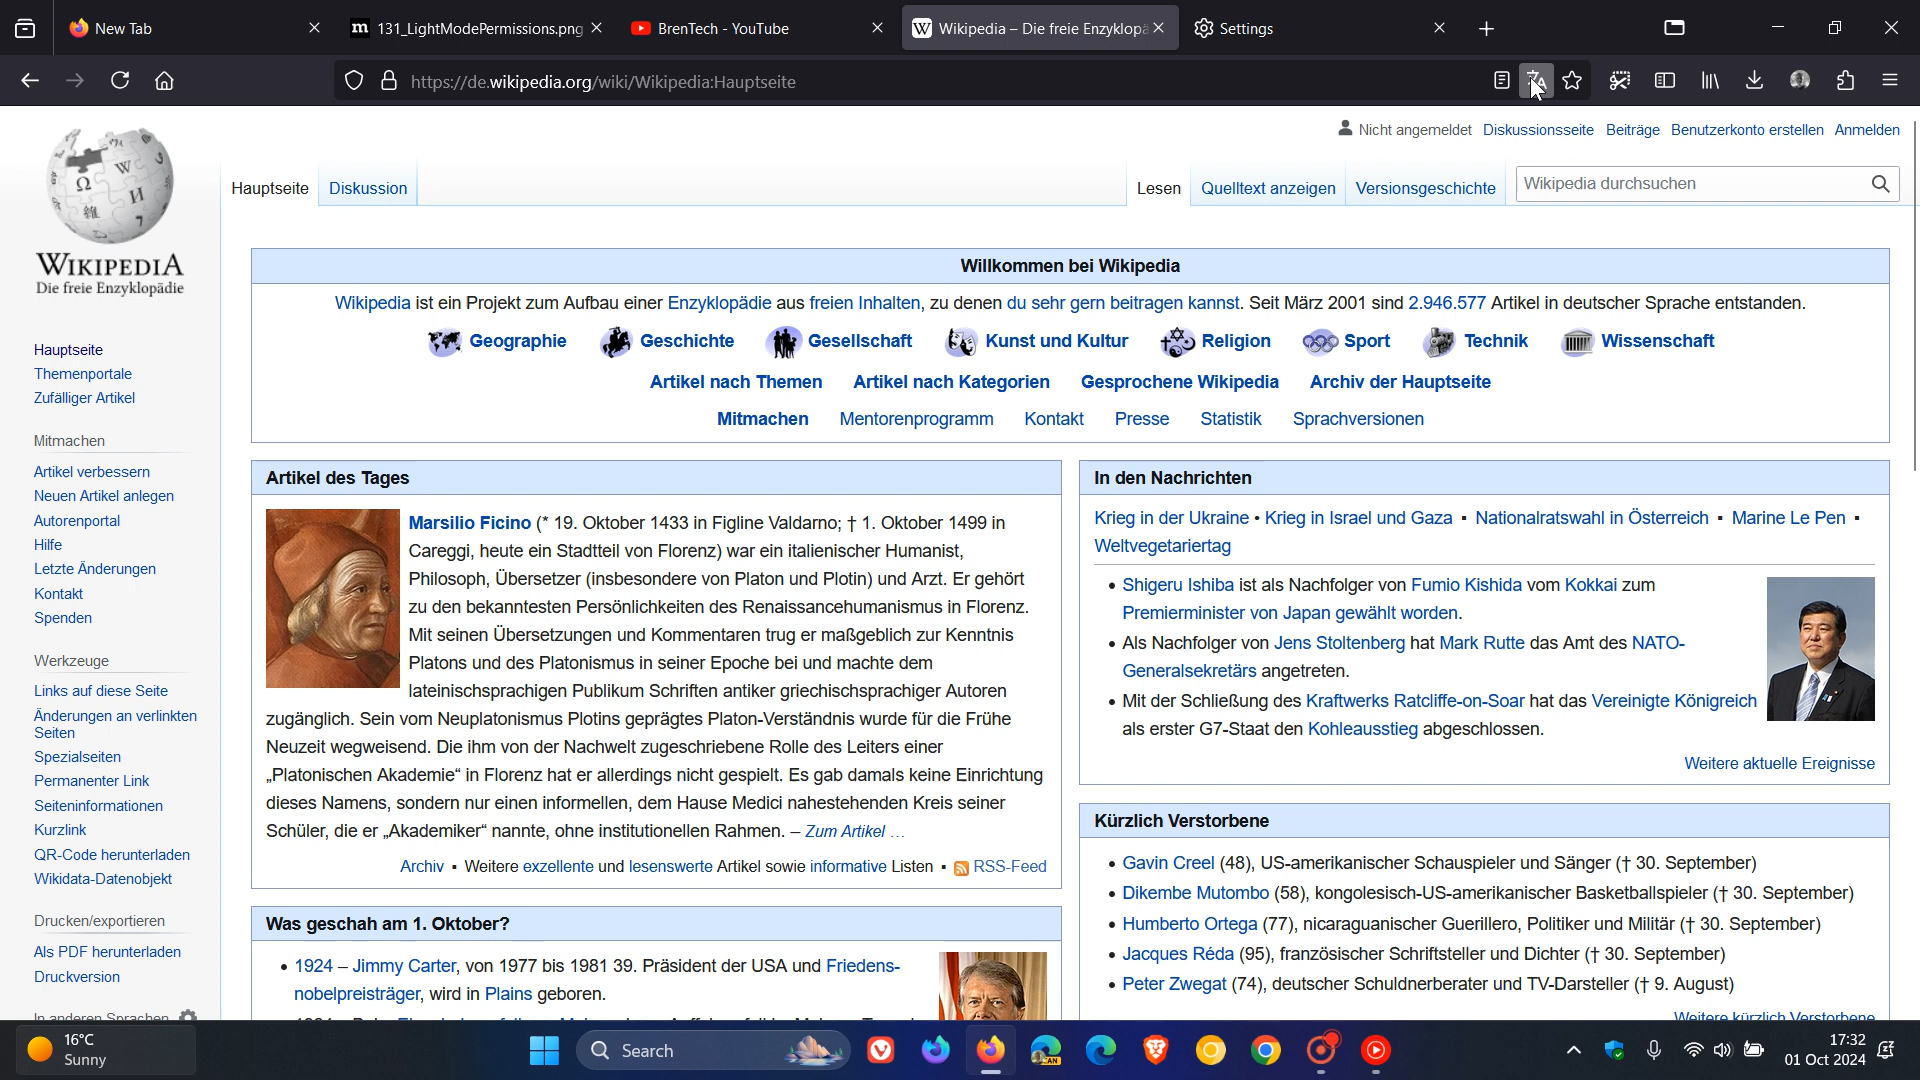 New Tab
131_LightModePermissions.png
BrenTech - YouTube
Wikipedia – Die freie Enzyklopä
Settings
https://de.wikipedia.org/wiki/Wikipedia:Hauptseite
Nicht angemeldet Diskussionsseite Beiträge Benutzerkonto erstellen Anmelden
Hauptseite Diskussion Lesen Quelltext anzeigen Versionsgeschichte Wikipedia durchsuchen
WIKIPEDIA
Die freie Enzyklopädie
Hauptseite
Themenportale
Zufälliger Artikel
Mitmachen
Artikel verbessern
Neuen Artikel anlegen
Autorenportal
Hilfe
Letzte Änderungen
Kontakt
Spenden
Werkzeuge
Links auf diese Seite
Änderungen an verlinkten
Seiten
Spezialseiten
Permanenter Link
Seiteninformationen
Kurzlink
QR-Code herunterladen
Wikidata-Datenobjekt
Drucken/exportieren
Als PDF herunterladen
Druckversion
In anderen Sprachen
Willkommen bei Wikipedia
Wikipedia ist ein Projekt zum Aufbau einer Enzyklopädie aus freien Inhalten, zu denen du sehr gern beitragen kannst. Seit März 2001 sind 2.946.577 Artikel in deutscher Sprache entstanden.
Geographie Geschichte Gesellschaft Kunst und Kultur Religion Sport Technik Wissenschaft
Artikel nach Themen Artikel nach Kategorien Gesprochene Wikipedia Archiv der Hauptseite
Mitmachen Mentorenprogramm Kontakt Presse Statistik Sprachversionen
Artikel des Tages
Marsilio Ficino (* 19. Oktober 1433 in Figline Valdarno; † 1. Oktober 1499 in
Careggi, heute ein Stadtteil von Florenz) war ein italienischer Humanist,
Philosoph, Übersetzer (insbesondere von Platon und Plotin) und Arzt. Er gehört
zu den bekanntesten Persönlichkeiten des Renaissancehumanismus in Florenz.
Mit seinen Übersetzungen und Kommentaren trug er maßgeblich zur Kenntnis
Platons und des Platonismus in seiner Epoche bei und machte dem
lateinischsprachigen Publikum Schriften antiker griechischsprachiger Autoren
zugänglich. Sein vom Neuplatonismus Plotins geprägtes Platon-Verständnis wurde für die Frühe
Neuzeit wegweisend. Die ihm von der Nachwelt zugeschriebene Rolle des Leiters einer
„Platonischen Akademie“ in Florenz hat er allerdings nicht gespielt. Es gab damals keine Einrichtung
dieses Namens, sondern nur einen informellen, dem Hause Medici nahestehenden Kreis seiner
Schüler, die er „Akademiker“ nannte, ohne institutionellen Rahmen. – Zum Artikel …
Archiv ▪ Weitere exzellente und lesenswerte Artikel sowie informative Listen ▪ RSS-Feed
Was geschah am 1. Oktober?
• 1924 – Jimmy Carter, von 1977 bis 1981 39. Präsident der USA und Friedens-
nobelpreisträger, wird in Plains geboren.
In den Nachrichten
Krieg in der Ukraine • Krieg in Israel und Gaza ▪ Nationalratswahl in Österreich ▪ Marine Le Pen ▪
Weltvegetariertag
• Shigeru Ishiba ist als Nachfolger von Fumio Kishida vom Kokkai zum
Premierminister von Japan gewählt worden.
• Als Nachfolger von Jens Stoltenberg hat Mark Rutte das Amt des NATO-
Generalsekretärs angetreten.
• Mit der Schließung des Kraftwerks Ratcliffe-on-Soar hat das Vereinigte Königreich
als erster G7-Staat den Kohleausstieg abgeschlossen.
Weitere aktuelle Ereignisse
Kürzlich Verstorbene
• Gavin Creel (48), US-amerikanischer Schauspieler und Sänger († 30. September)
• Dikembe Mutombo (58), kongolesisch-US-amerikanischer Basketballspieler († 30. September)
• Humberto Ortega (77), nicaraguanischer Guerillero, Politiker und Militär († 30. September)
• Jacques Réda (95), französischer Schriftsteller und Dichter († 30. September)
• Peter Zwegat (74), deutscher Schuldnerberater und TV-Darsteller († 9. August)
Weitere kürzlich Verstorbene
16°C
Sunny
Search
CAN
17:32
01 Oct 2024